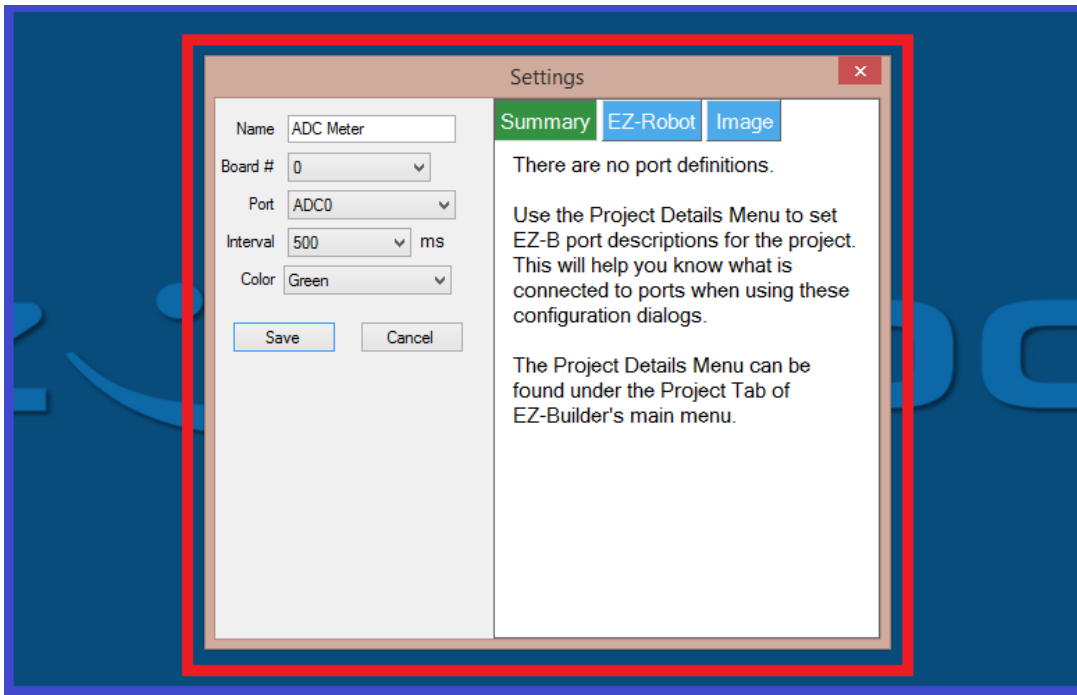 Settings
Name ADC Meter
Board # 0
Port ADC0
Interval 500 ms
Color Green
Save Cancel
Summary EZ-Robot Image
There are no port definitions.
Use the Project Details Menu to set
EZ-B port descriptions for the project.
This will help you know what is
connected to ports when using these
configuration dialogs.
The Project Details Menu can be
found under the Project Tab of
EZ-Builder's main menu.